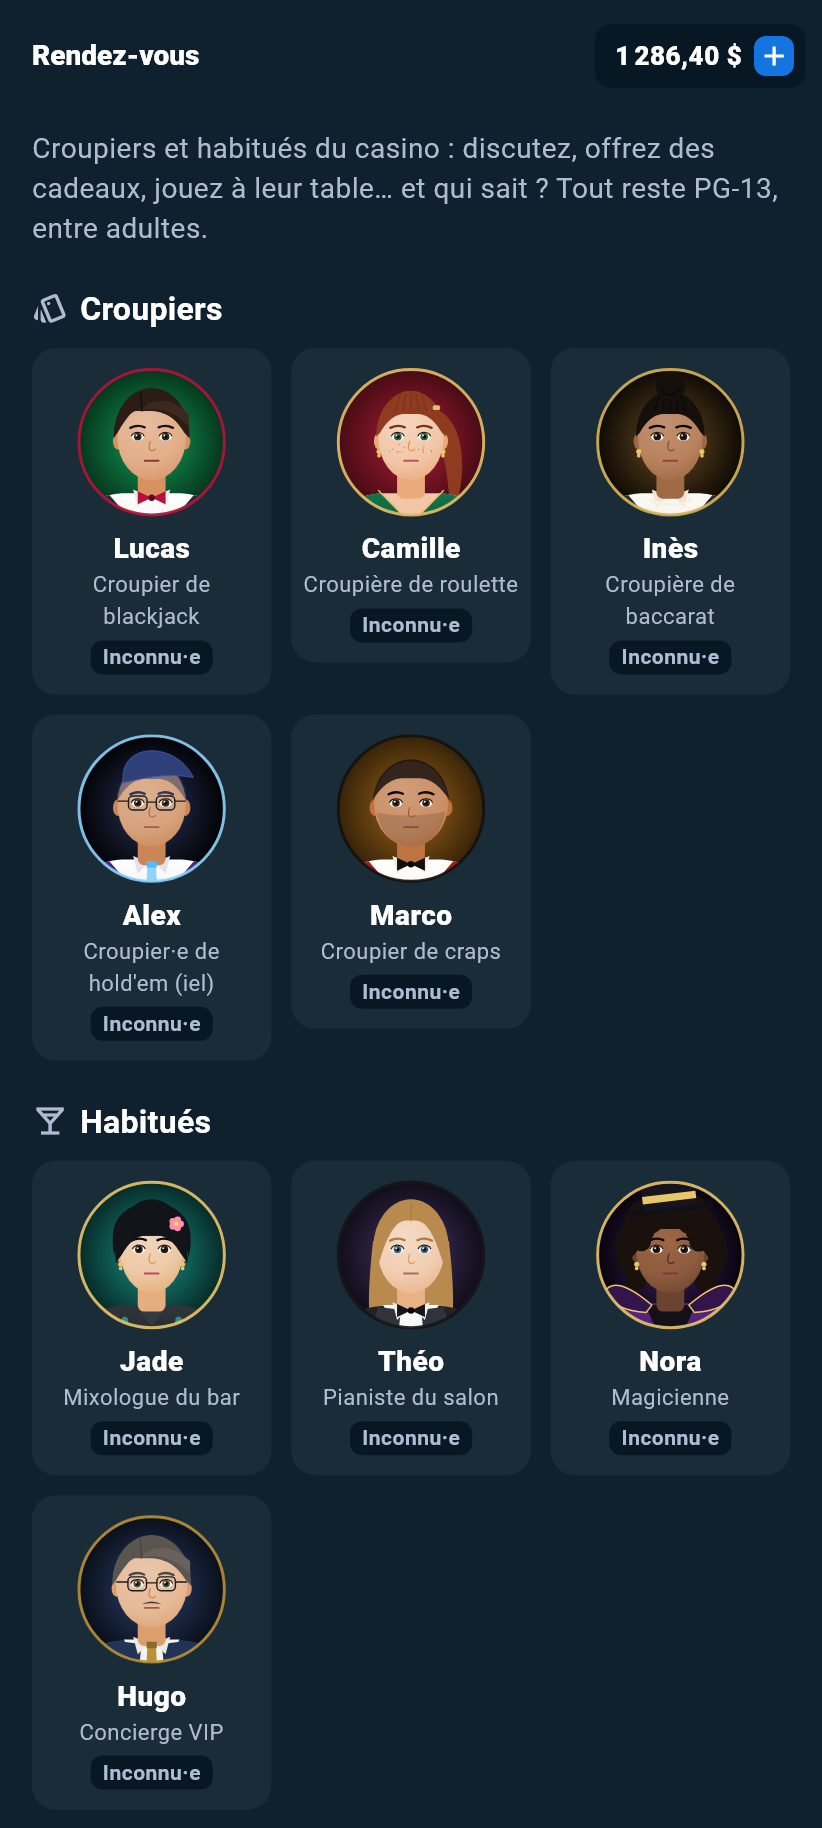 Rendez-vous
1 286,40 $
Croupiers et habitués du casino : discutez, offrez des
cadeaux, jouez à leur table… et qui sait ? Tout reste PG-13,
entre adultes.
Croupiers
Lucas
Croupier de
blackjack
Inconnu·e
Camille
Croupière de roulette
Inconnu·e
Inès
Croupière de
baccarat
Inconnu·e
Alex
Croupier·e de
hold'em (iel)
Inconnu·e
Marco
Croupier de craps
Inconnu·e
Habitués
Jade
Mixologue du bar
Inconnu·e
Théo
Pianiste du salon
Inconnu·e
Nora
Magicienne
Inconnu·e
Hugo
Concierge VIP
Inconnu·e